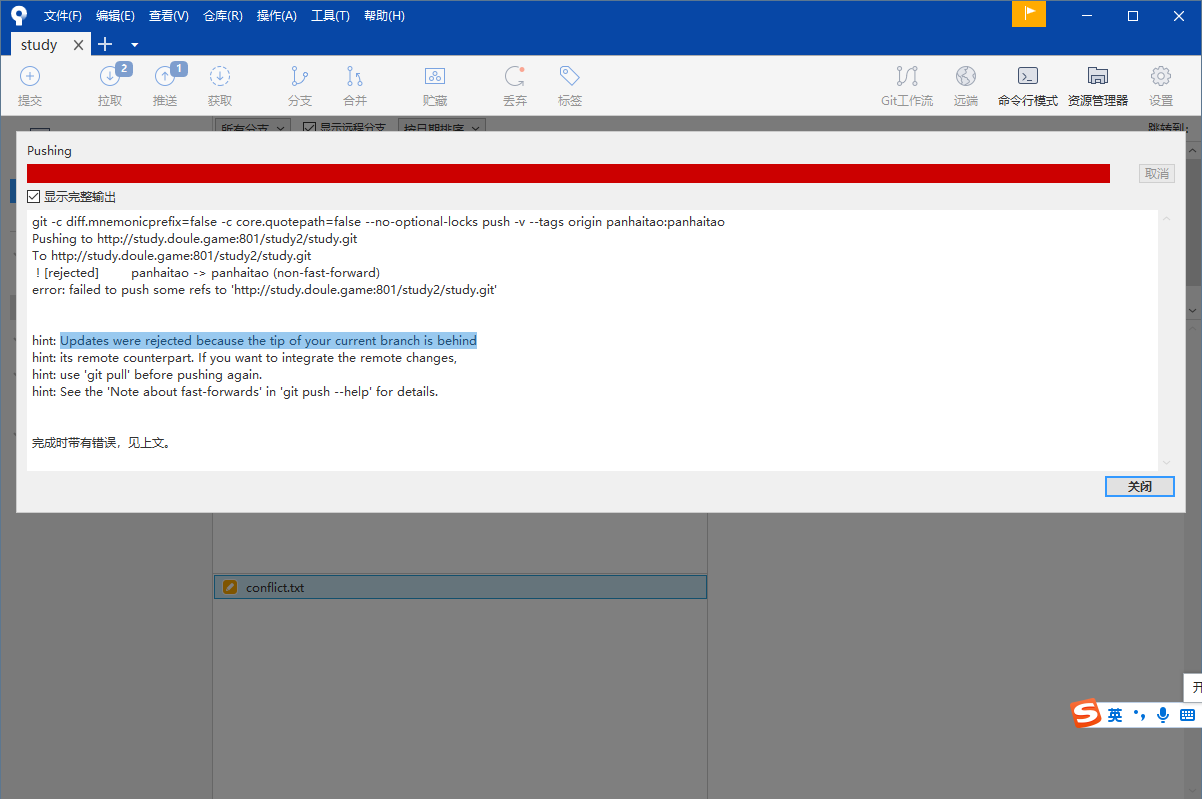 文件(F) 编辑(E) 查看(V) 仓库(R) 操作(A) 工具(T) 帮助(H)
study
2 1
提交 拉取 推送 获取 分支 合并 贮藏 丢弃 标签 Git工作流 远端 命令行模式 资源管理器 设置
所有分支 显示远程分支 按日期排序 跳转到:
Pushing
取消
显示完整输出
git -c diff.mnemonicprefix=false -c core.quotepath=false --no-optional-locks push -v --tags origin panhaitao:panhaitao
Pushing to http://study.doule.game:801/study2/study.git
To http://study.doule.game:801/study2/study.git
! [rejected] panhaitao -> panhaitao (non-fast-forward)
error: failed to push some refs to 'http://study.doule.game:801/study2/study.git'
hint: Updates were rejected because the tip of your current branch is behind
hint: its remote counterpart. If you want to integrate the remote changes,
hint: use 'git pull' before pushing again.
hint: See the 'Note about fast-forwards' in 'git push --help' for details.
完成时带有错误，见上文。
关闭
conflict.txt
开
S 英